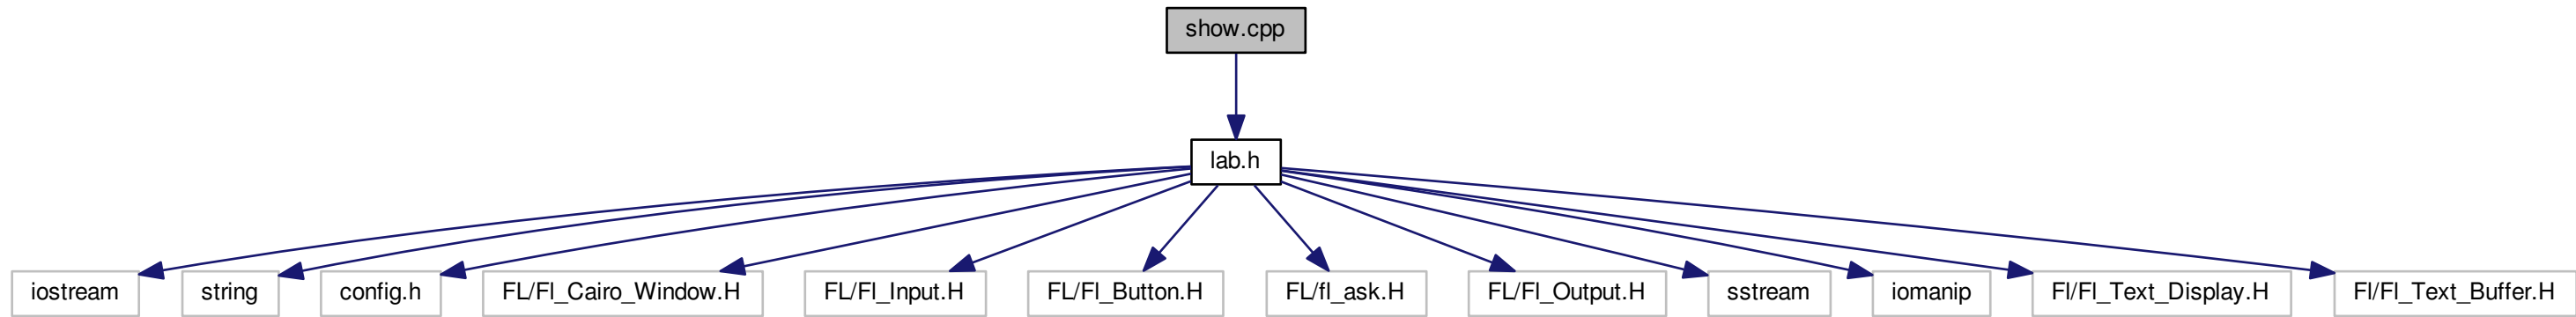 show.cpp
lab.h
iostream
string
config.h
FL/Fl_Cairo_Window.H
FL/Fl_Input.H
FL/Fl_Button.H
FL/fl_ask.H
FL/Fl_Output.H
sstream
iomanip
Fl/Fl_Text_Display.H
Fl/Fl_Text_Buffer.H